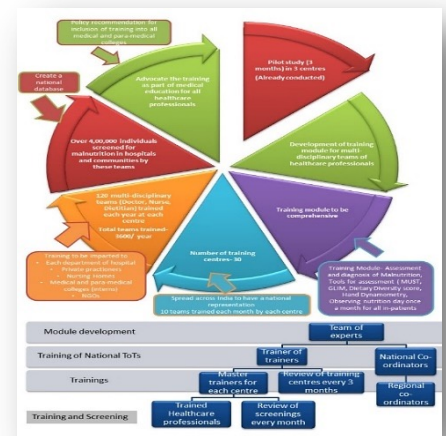 Policy recommendation for
inclusion of training into all
medical and para-medical
colleges
Create a
national
database
Advocate the training
as part of medical
education for all
healthcare
professionals
Pilot study (3
months) in 3 centres
(Already conducted)
Over 4,00,000 individuals
screened for
malnutrition in hospitals
and communities by
these teams
Development of training
module for multi-
disciplinary teams of
healthcare professionals
120 multi-disciplinary
teams (Doctor, Nurse,
Dietitian) trained
each year at each
centre
Total teams trained-
3600/ year
Training module to be
comprehensive
Number of training
centres- 30
Training to be imparted to
• Each department of hospital
• Private practitioners
• Nursing Homes
• Medical and para-medical
colleges (Interns)
• NGOs
Training Module- Assessment
and diagnosis of Malnutrition,
Tools for assessment ( MUST,
GLIM, Dietary Diversity score,
Hand Dynamometry,
Observing nutrition day once
a month for all in-patients
Spread across India to have a national
representation
10 teams trained each month by each centre
Module development
Team of
experts
Training of National ToTs
Trainer of
trainers
National Co-
ordinators
Trainings
Master
trainers for
each centre
Review of training
centres every 3
months
Regional
co-
ordinators
Training and Screening
Trained
Healthcare
professionals
Review of
screenings
every month